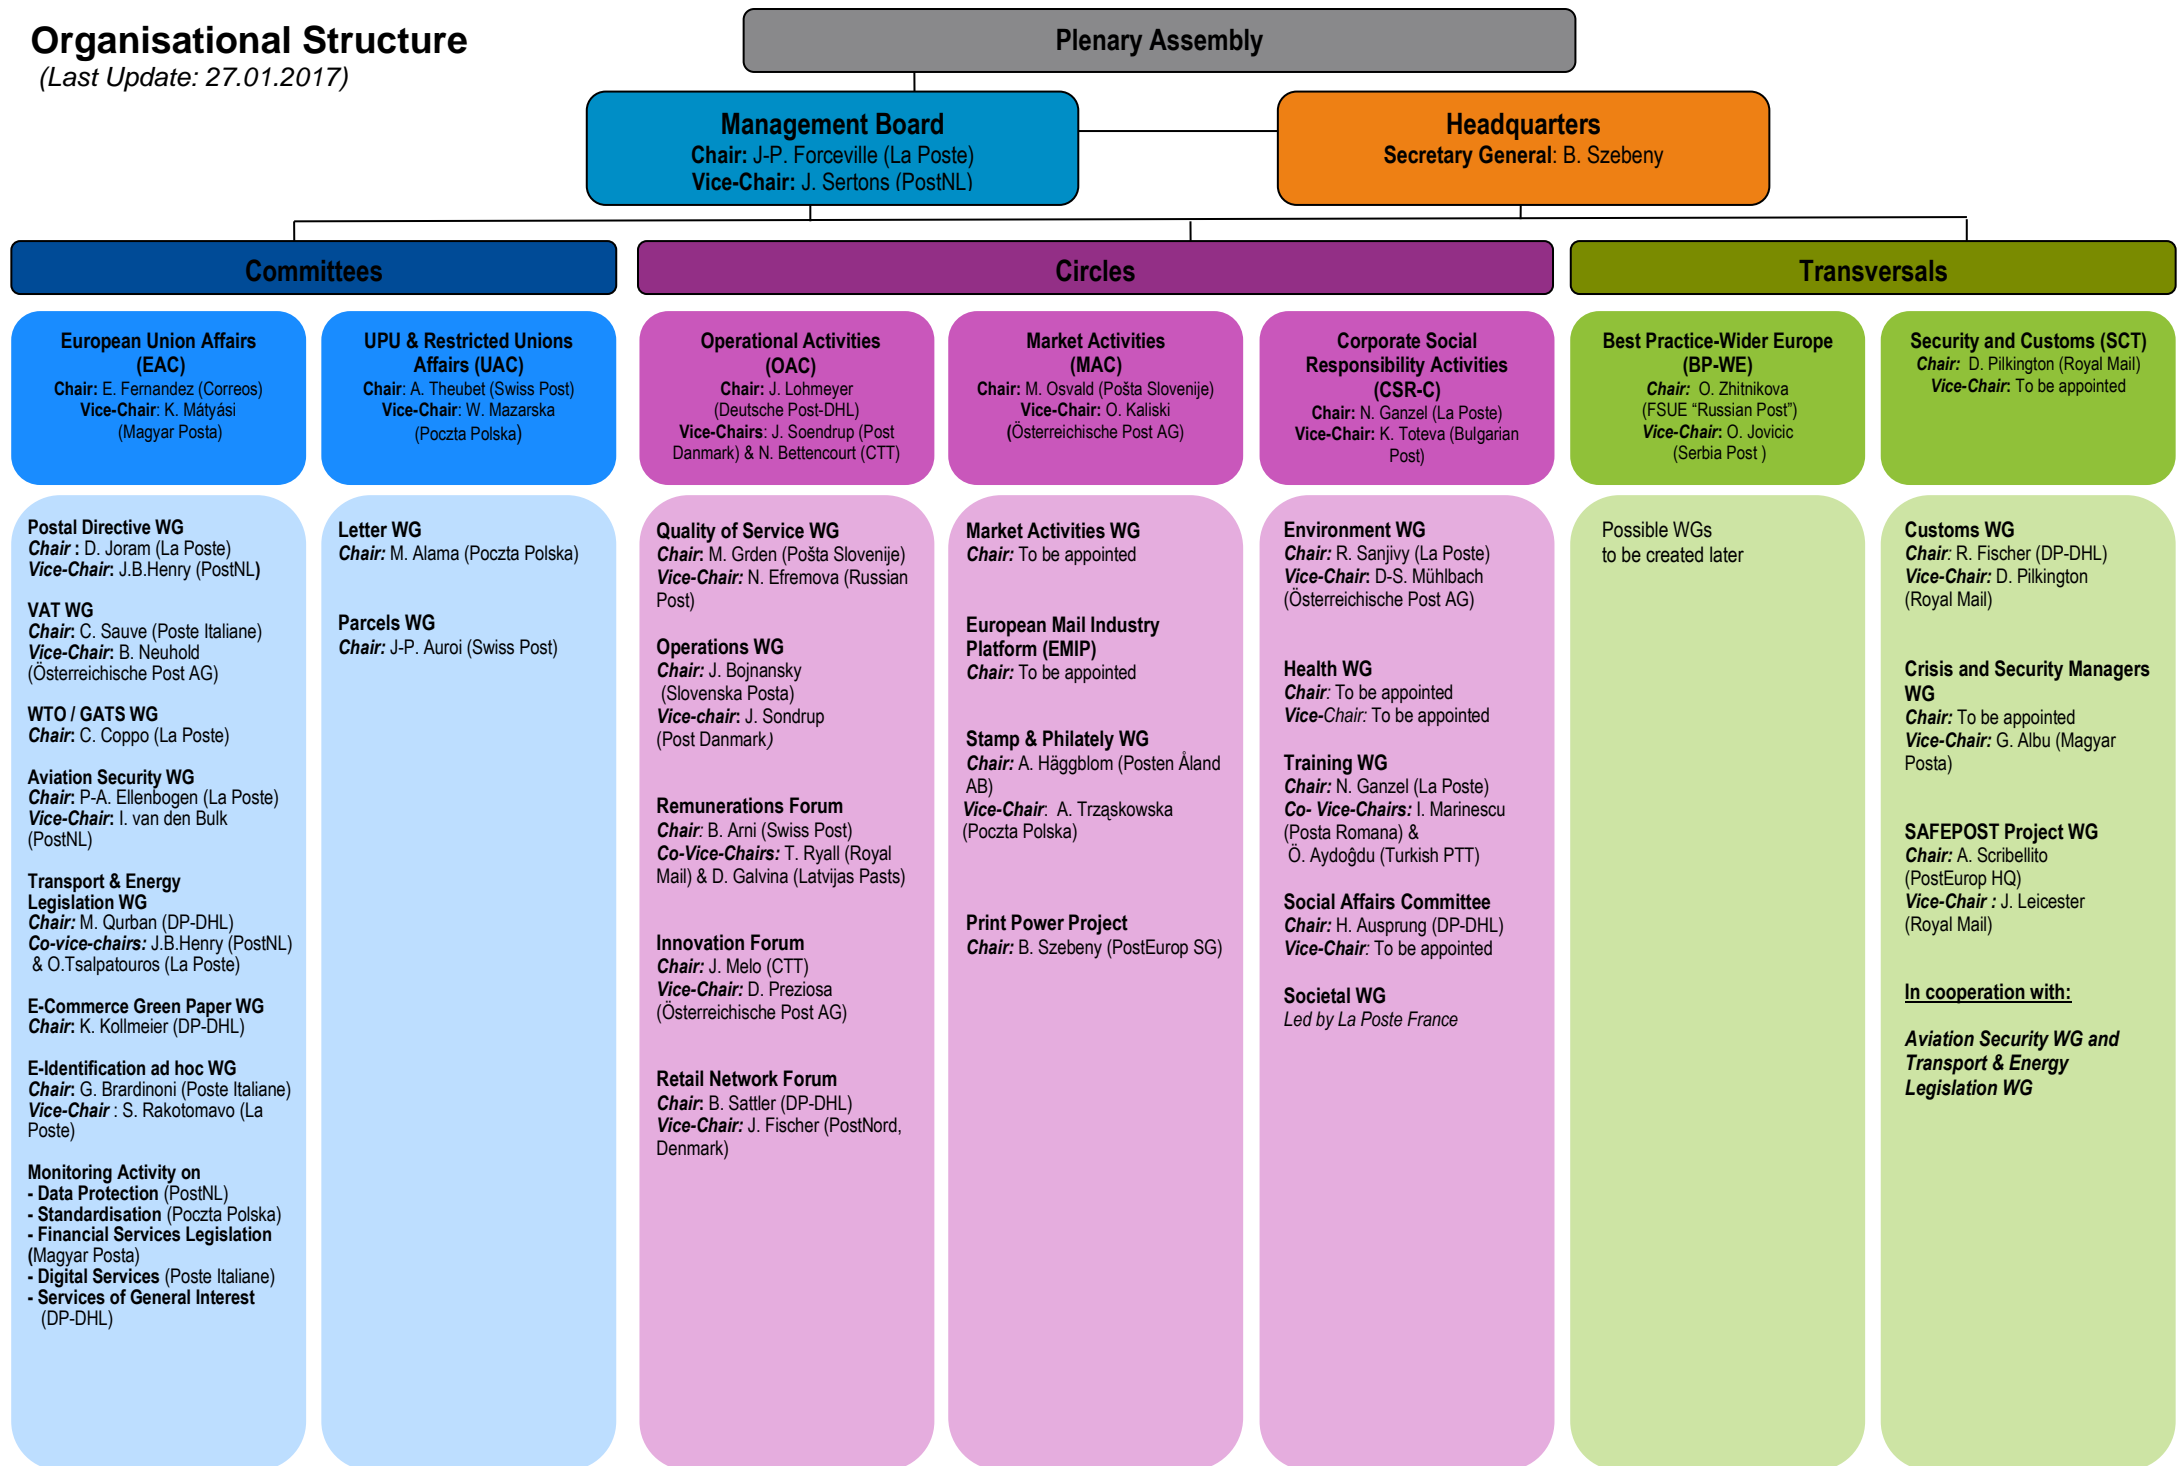 Organisational Structure
(Last Update: 27.01.2017)
Plenary Assembly
Management Board
Chair: J-P. Forceville (La Poste)
Vice-Chair: J. Sertons (PostNL)
Headquarters
Secretary General: B. Szebeny
Committees
Circles
Transversals
European Union Affairs
(EAC)
Chair: E. Fernandez (Correos)
Vice-Chair: K. Mátyási
(Magyar Posta)
UPU & Restricted Unions
Affairs (UAC)
Chair: A. Theubet (Swiss Post)
Vice-Chair: W. Mazarska
(Poczta Polska)
Operational Activities
(OAC)
Chair: J. Lohmeyer
(Deutsche Post-DHL)
Vice-Chairs: J. Soendrup (Post
Danmark) & N. Bettencourt (CTT)
Market Activities
(MAC)
Chair: M. Osvald (Pošta Slovenije)
Vice-Chair: O. Kaliski
(Österreichische Post AG)
Corporate Social
Responsibility Activities
(CSR-C)
Chair: N. Ganzel (La Poste)
Vice-Chair: K. Toteva (Bulgarian
Post)
Best Practice-Wider Europe
(BP-WE)
Chair: O. Zhitnikova
(FSUE “Russian Post”)
Vice-Chair: O. Jovicic
(Serbia Post )
Security and Customs (SCT)
Chair: D. Pilkington (Royal Mail)
Vice-Chair: To be appointed
Postal Directive WG
Chair : D. Joram (La Poste)
Vice-Chair: J.B.Henry (PostNL)
VAT WG
Chair: C. Sauve (Poste Italiane)
Vice-Chair: B. Neuhold
(Österreichische Post AG)
WTO / GATS WG
Chair: C. Coppo (La Poste)
Aviation Security WG
Chair: P-A. Ellenbogen (La Poste)
Vice-Chair: I. van den Bulk
(PostNL)
Transport & Energy
Legislation WG
Chair: M. Qurban (DP-DHL)
Co-vice-chairs: J.B.Henry (PostNL)
& O.Tsalpatouros (La Poste)
E-Commerce Green Paper WG
Chair: K. Kollmeier (DP-DHL)
E-Identification ad hoc WG
Chair: G. Brardinoni (Poste Italiane)
Vice-Chair : S. Rakotomavo (La
Poste)
Monitoring Activity on
- Data Protection (PostNL)
- Standardisation (Poczta Polska)
- Financial Services Legislation
(Magyar Posta)
- Digital Services (Poste Italiane)
- Services of General Interest
(DP-DHL)
Letter WG
Chair: M. Alama (Poczta Polska)
Parcels WG
Chair: J-P. Auroi (Swiss Post)
Quality of Service WG
Chair: M. Grden (Pošta Slovenije)
Vice-Chair: N. Efremova (Russian
Post)
Operations WG
Chair: J. Bojnansky
(Slovenska Posta)
Vice-chair: J. Sondrup
(Post Danmark)
Remunerations Forum
Chair: B. Arni (Swiss Post)
Co-Vice-Chairs: T. Ryall (Royal
Mail) & D. Galvina (Latvijas Pasts)
Innovation Forum
Chair: J. Melo (CTT)
Vice-Chair: D. Preziosa
(Österreichische Post AG)
Retail Network Forum
Chair: B. Sattler (DP-DHL)
Vice-Chair: J. Fischer (PostNord,
Denmark)
Market Activities WG
Chair: To be appointed
European Mail Industry
Platform (EMIP)
Chair: To be appointed
Stamp & Philately WG
Chair: A. Häggblom (Posten Åland
AB)
Vice-Chair: A. Trząskowska
(Poczta Polska)
Print Power Project
Chair: B. Szebeny (PostEurop SG)
Environment WG
Chair: R. Sanjivy (La Poste)
Vice-Chair: D-S. Mühlbach
(Österreichische Post AG)
Health WG
Chair: To be appointed
Vice-Chair: To be appointed
Training WG
Chair: N. Ganzel (La Poste)
Co- Vice-Chairs: I. Marinescu
(Posta Romana) &
Ö. Aydoĝdu (Turkish PTT)
Social Affairs Committee
Chair: H. Ausprung (DP-DHL)
Vice-Chair: To be appointed
Societal WG
Led by La Poste France
Possible WGs
to be created later
Customs WG
Chair: R. Fischer (DP-DHL)
Vice-Chair: D. Pilkington
(Royal Mail)
Crisis and Security Managers
WG
Chair: To be appointed
Vice-Chair: G. Albu (Magyar
Posta)
SAFEPOST Project WG
Chair: A. Scribellito
(PostEurop HQ)
Vice-Chair : J. Leicester
(Royal Mail)
In cooperation with:
Aviation Security WG and
Transport & Energy
Legislation WG